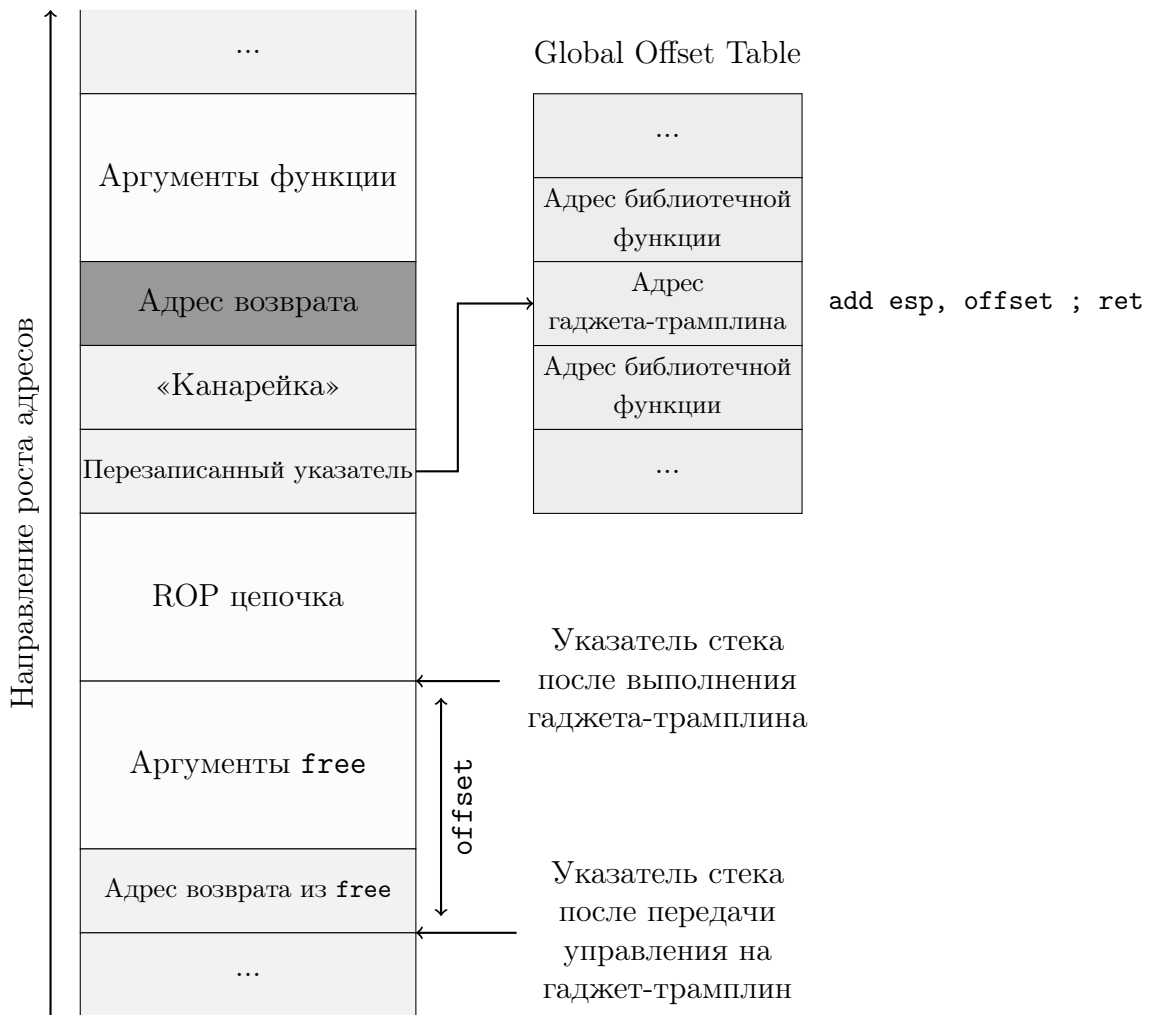 Направление роста адресов
...
Аргументы функции
Адрес возврата
«Канарейка»
Перезаписанный указатель
ROP цепочка
Аргументы free
Адрес возврата из free
...
Global Offset Table
...
Адрес библиотечной
функции
Адрес
гаджета-трамплина
Адрес библиотечной
функции
...
add esp, offset ; ret
Указатель стека
после выполнения
гаджета-трамплина
offset
Указатель стека
после передачи
управления на
гаджет-трамплин